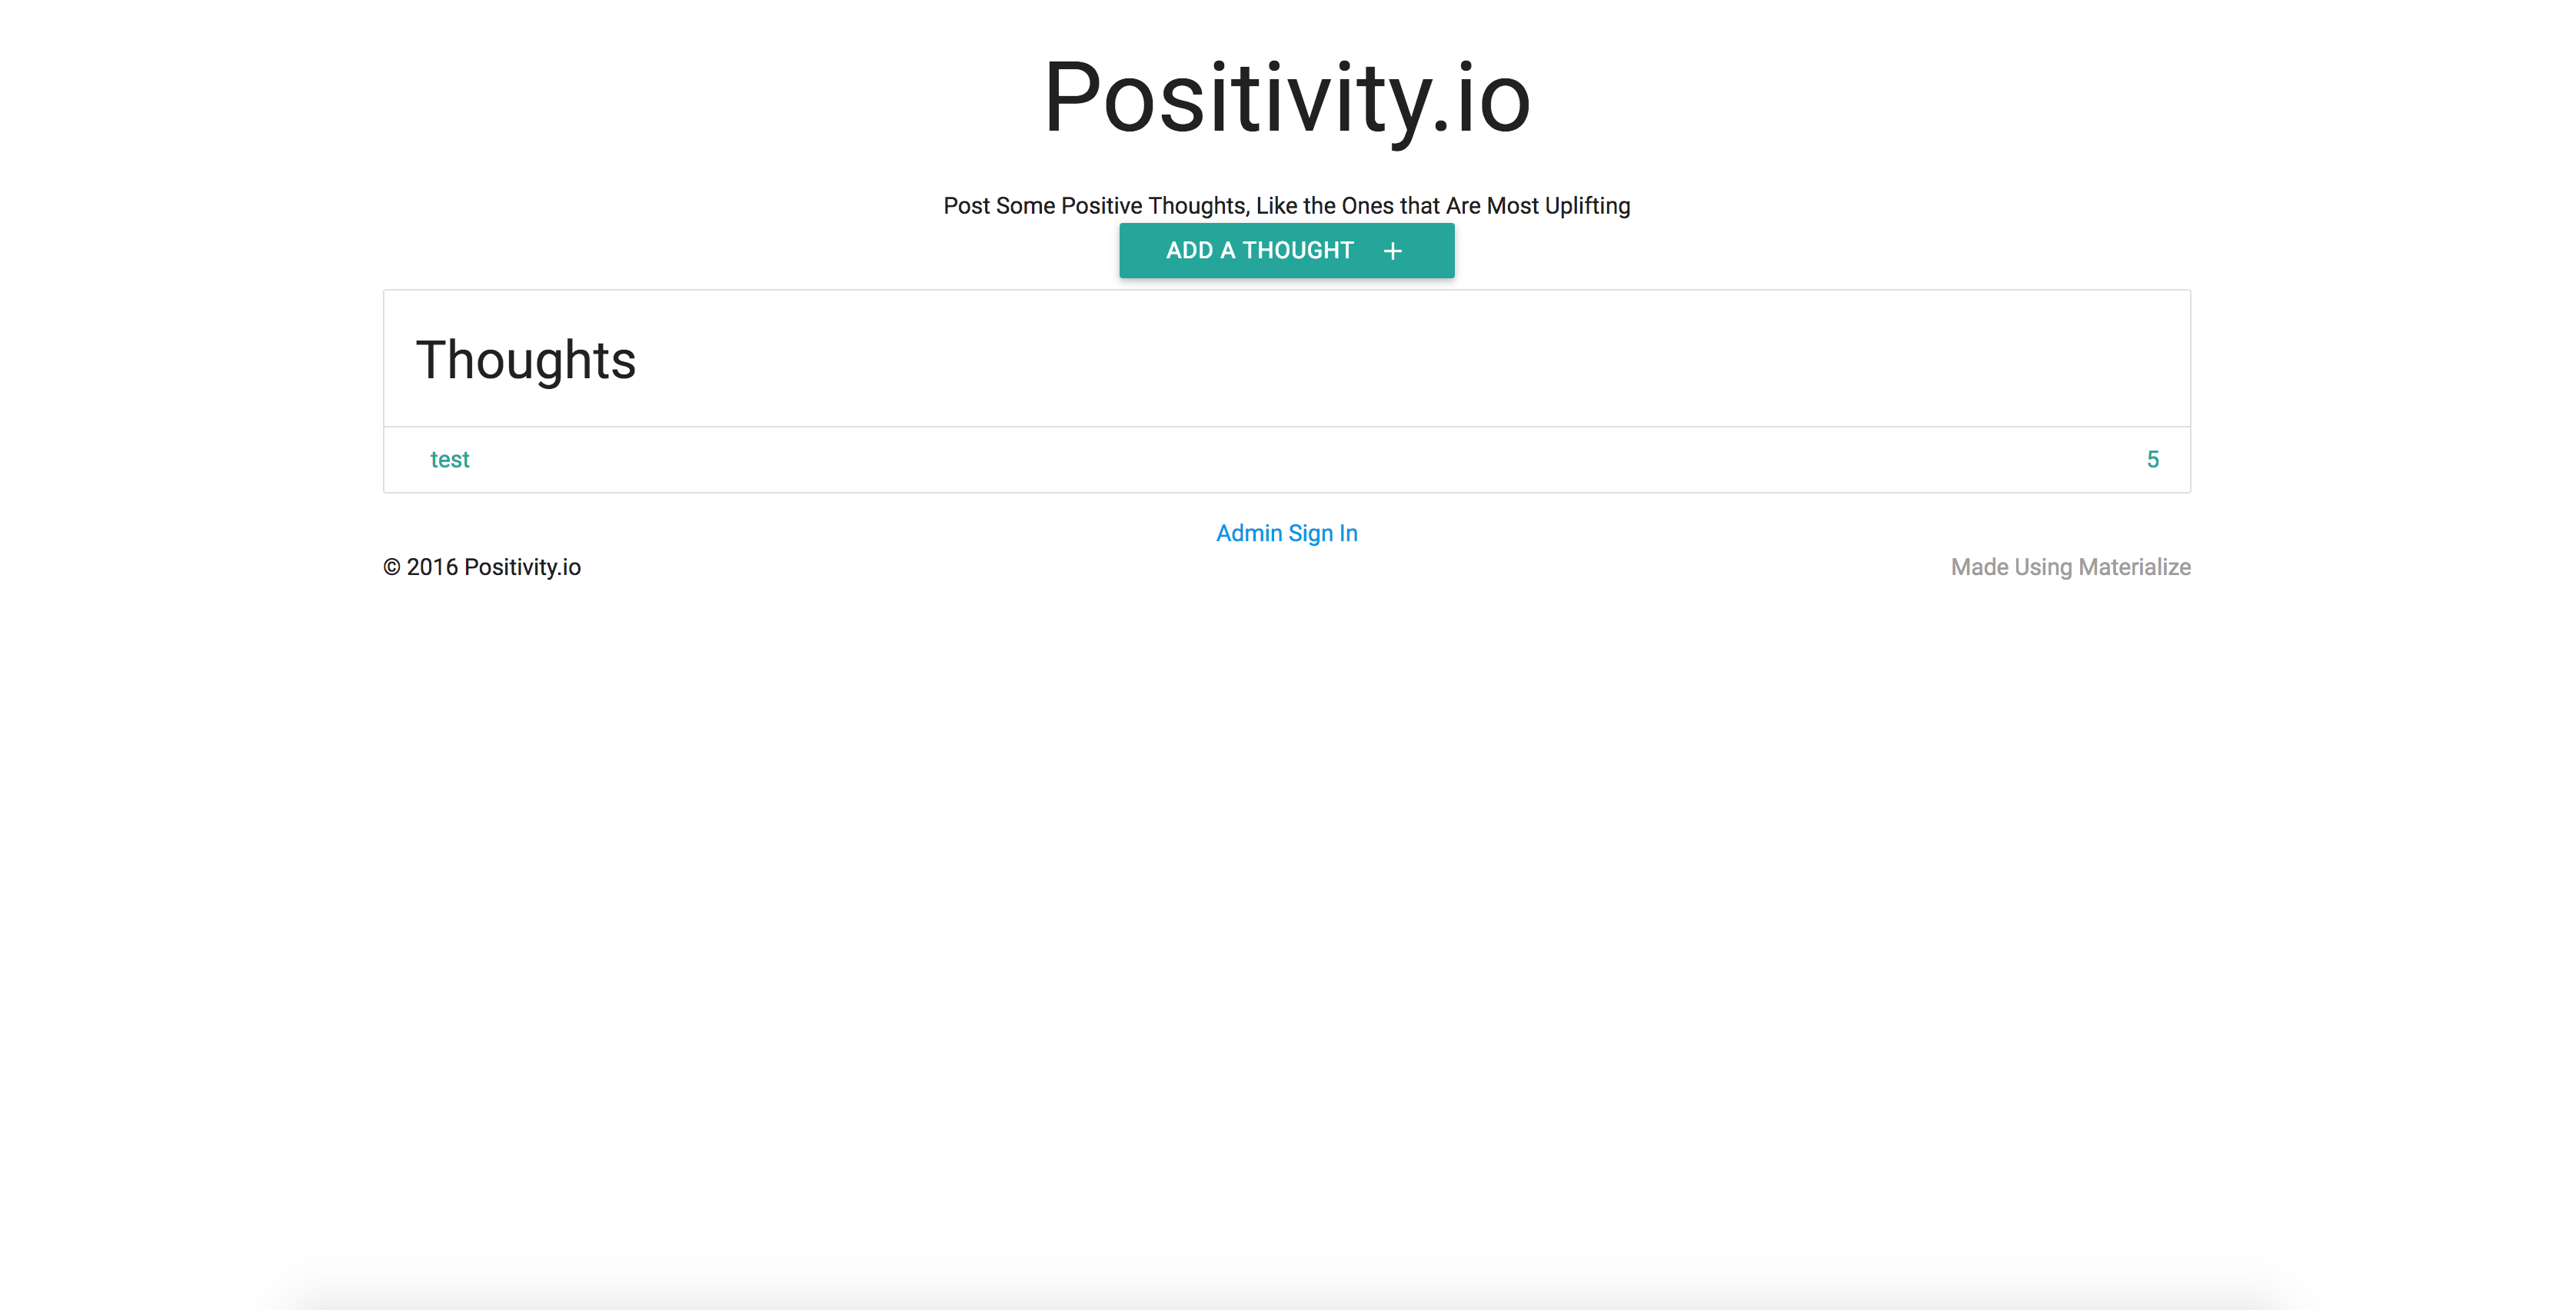 Positivity.io
Post Some Positive Thoughts, Like the Ones that Are Most Uplifting
ADD A THOUGHT +
Thoughts
test 5
Admin Sign In
© 2016 Positivity.io Made Using Materialize